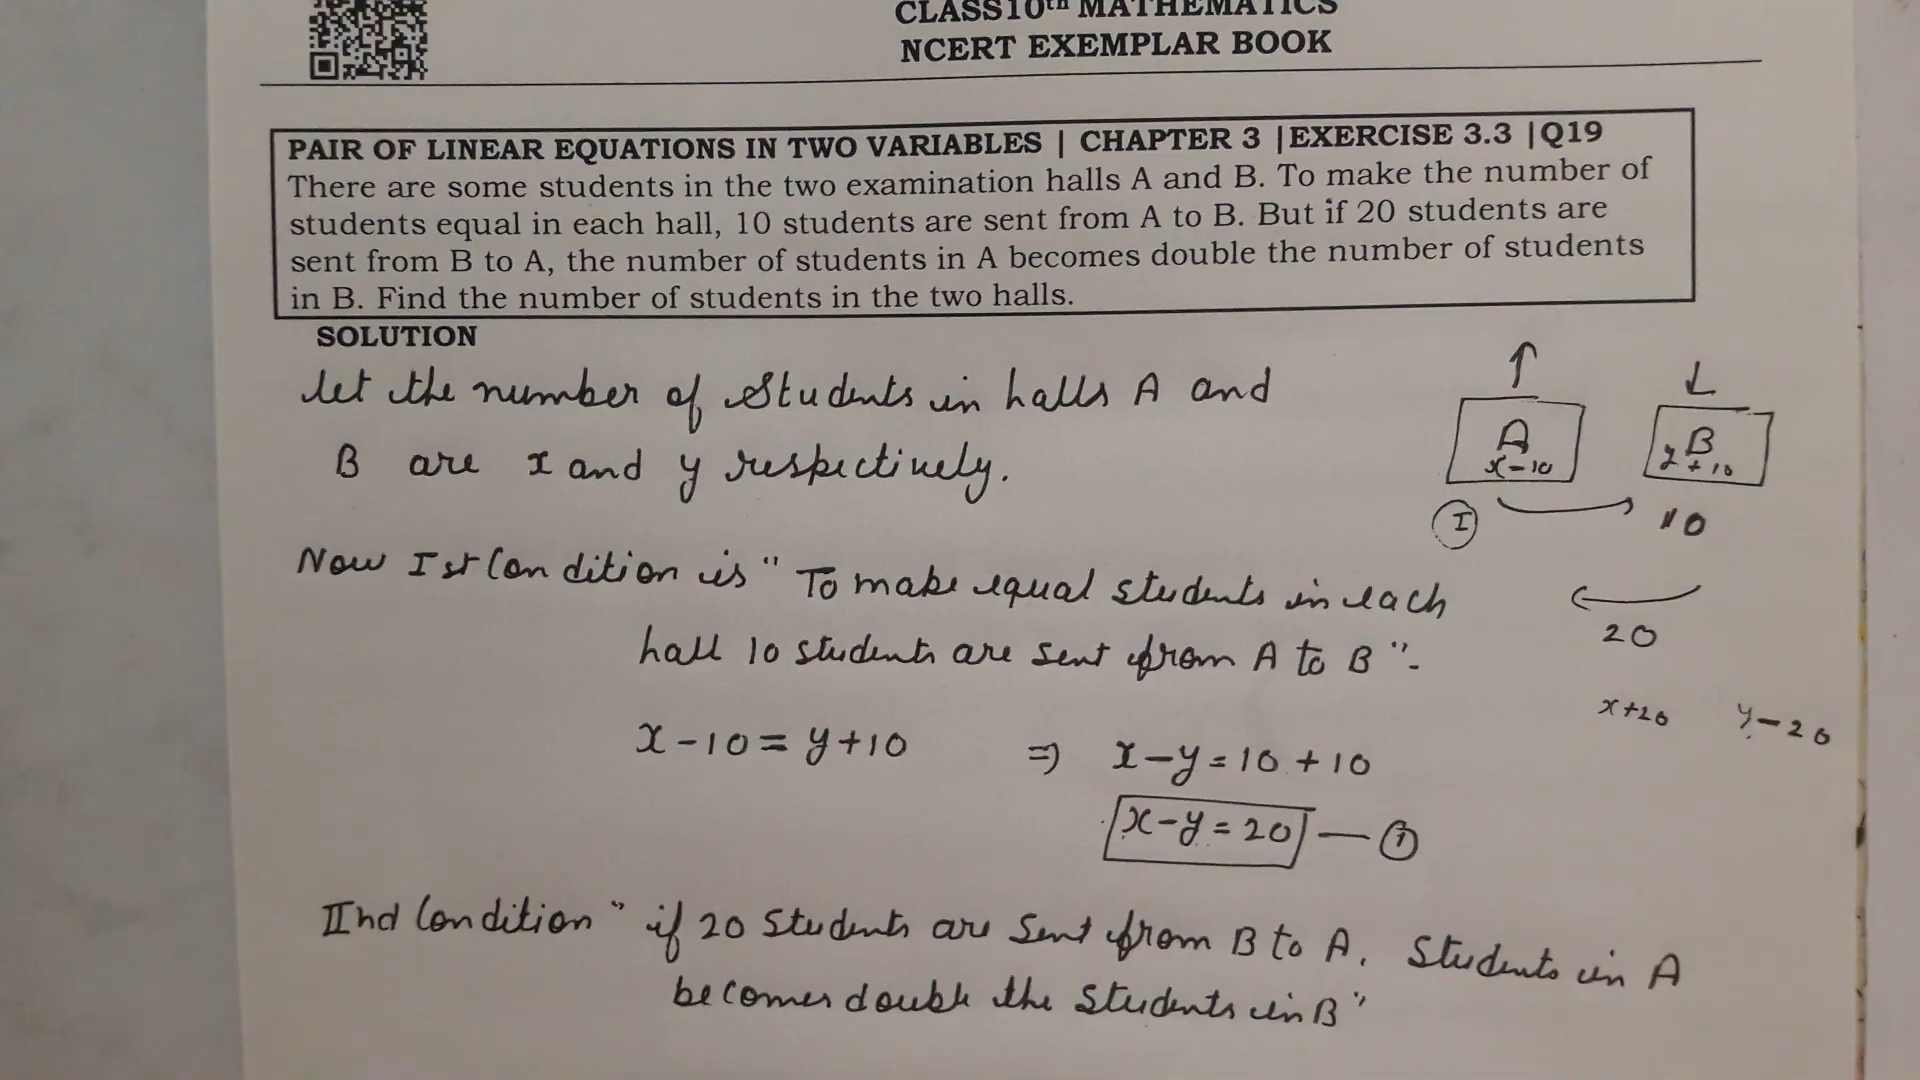 CLASS10th MATHEMATICS
NCERT EXEMPLAR BOOK
PAIR OF LINEAR EQUATIONS IN TWO VARIABLES | CHAPTER 3 |EXERCISE 3.3 |Q19
There are some students in the two examination halls A and B. To make the number of
students equal in each hall, 10 students are sent from A to B. But if 20 students are
sent from B to A, the number of students in A becomes double the number of students
in B. Find the number of students in the two halls.
SOLUTION
let the number of Students in halls A and
B are x and y respectively.
A
x-10
B
y+10
I
10
Now Ist Condition is " To make equal students in each
hall 10 students are sent from A to B "-
20
x+20 y-20
x-10=y+10 ⇒ x-y=10+10
x-y=20 — ①
IInd Condition " if 20 Students are Sent from B to A. Students in A
becomes double the Students in B "